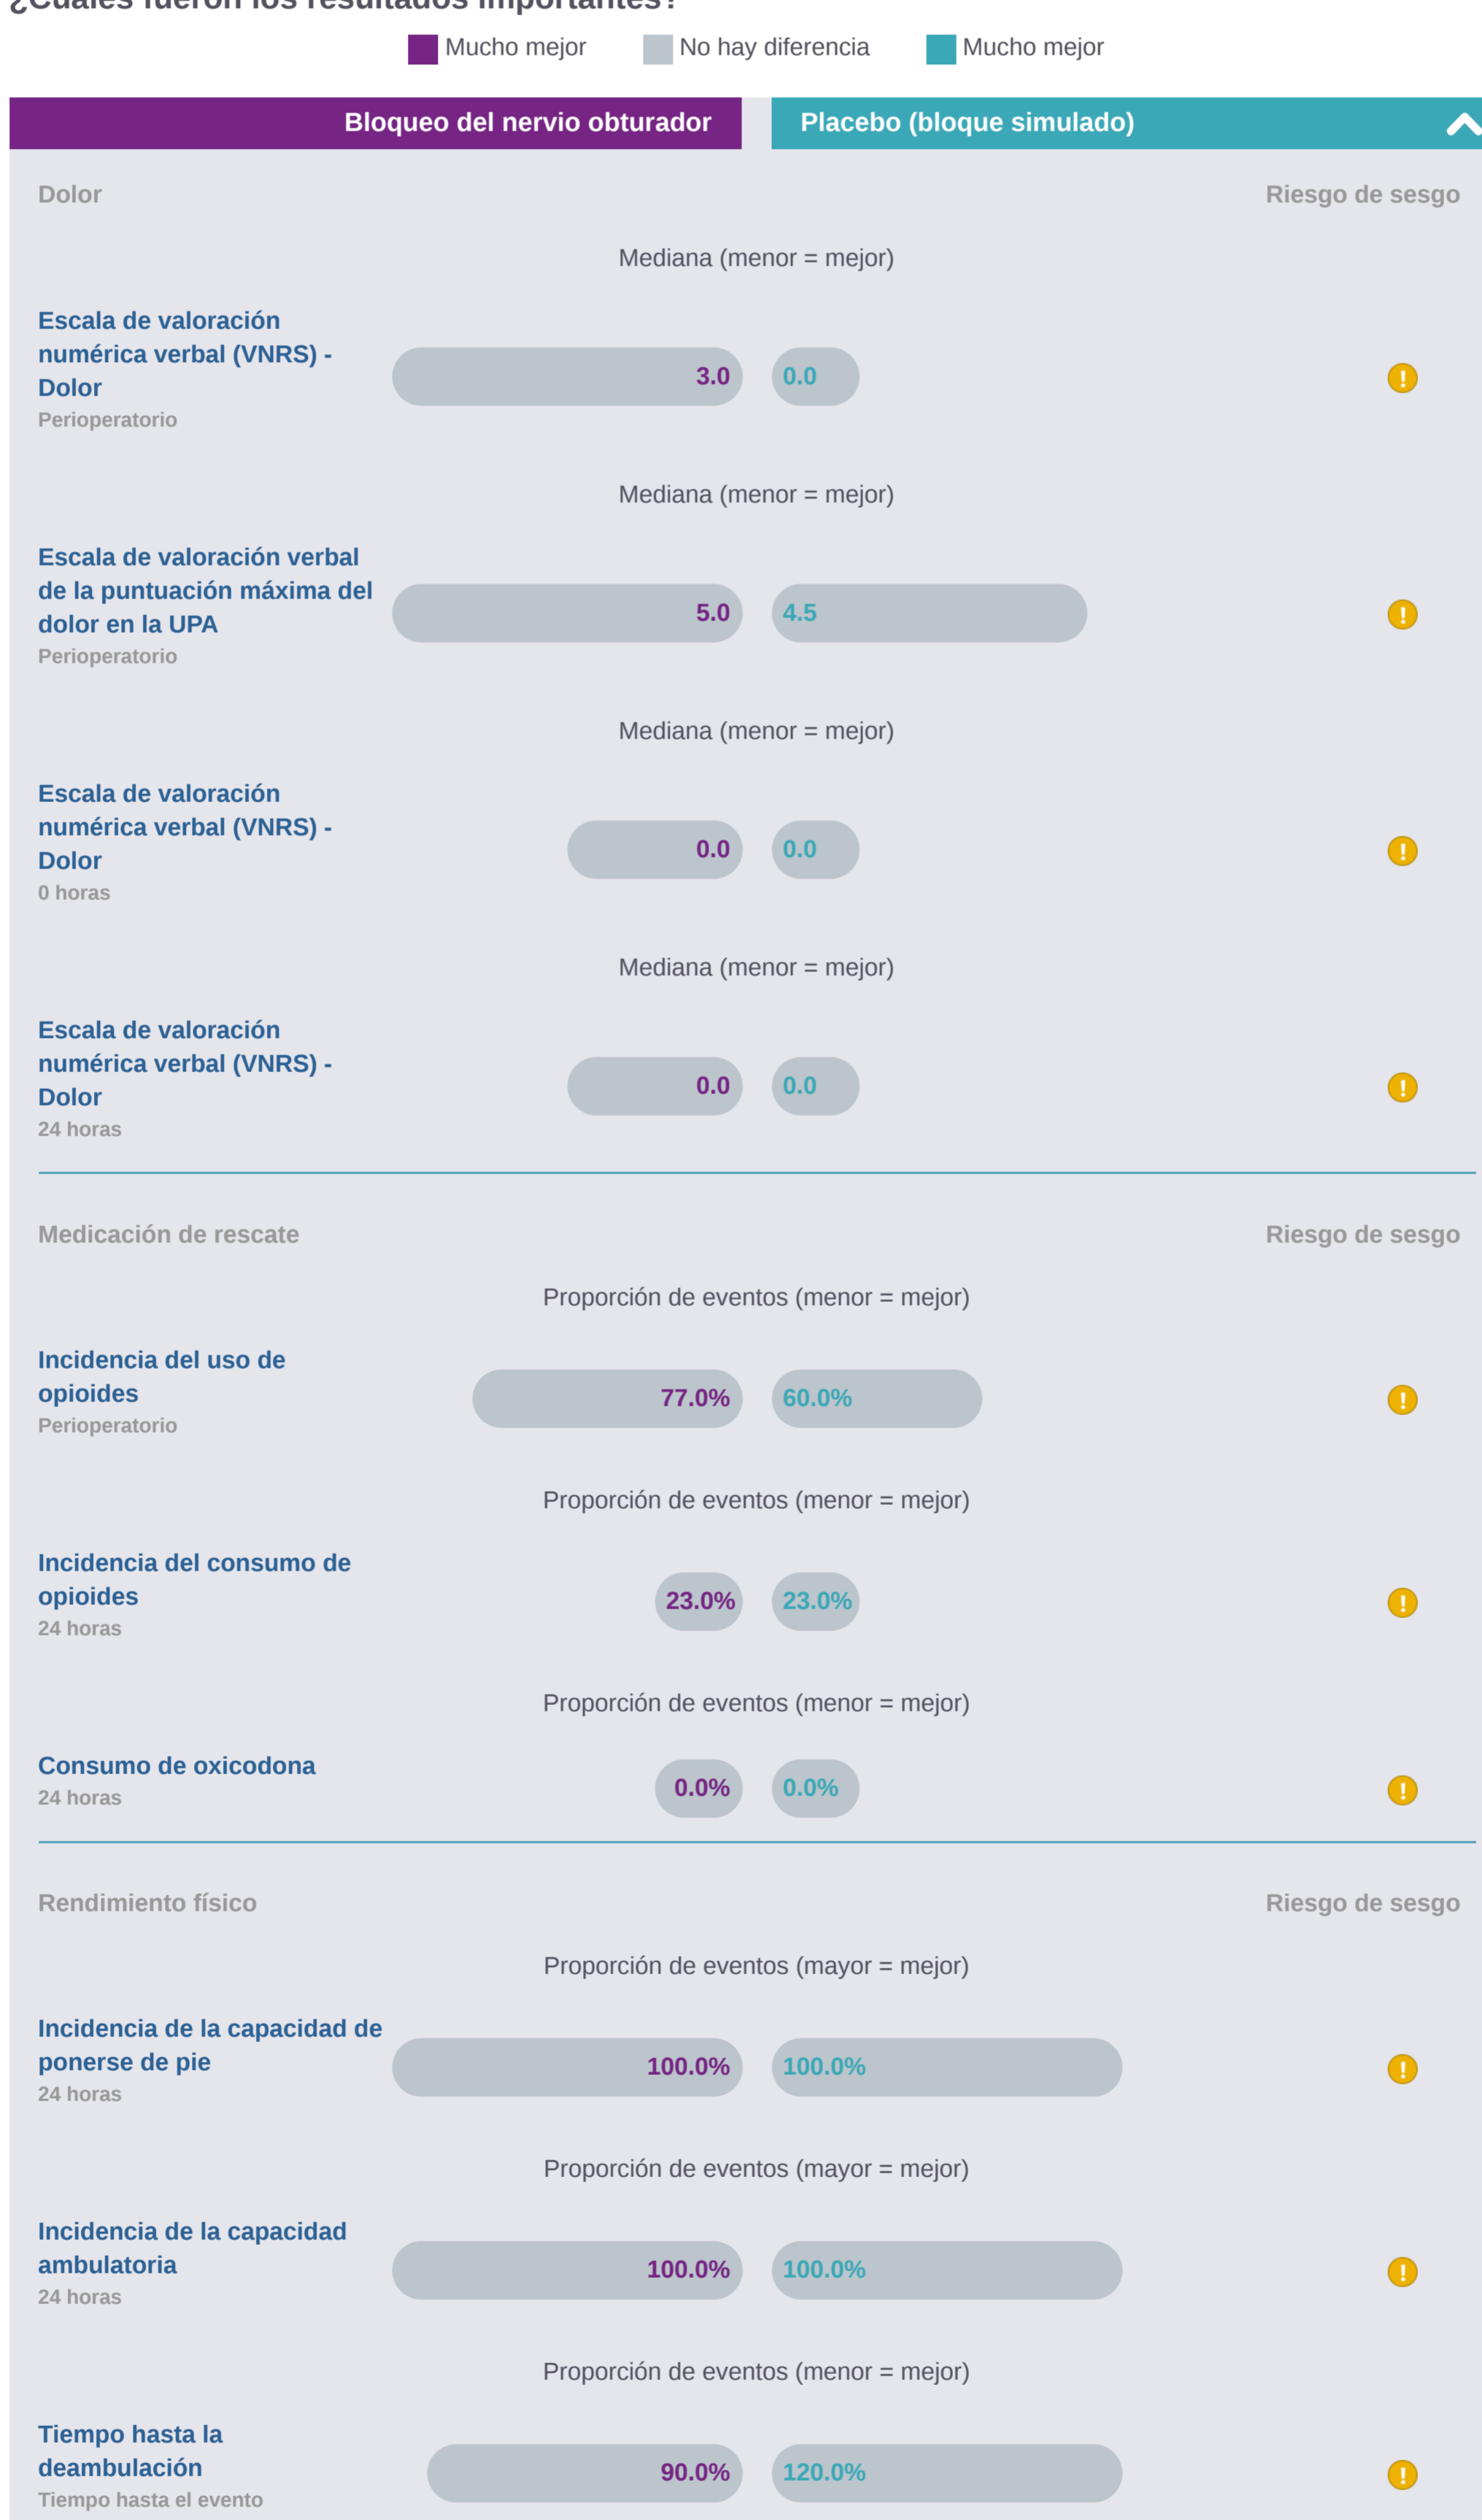 ¿Cuáles fueron los resultados importantes?
Mucho mejor No hay diferencia Mucho mejor
Bloqueo del nervio obturador Placebo (bloque simulado)
Dolor Riesgo de sesgo
Mediana (menor = mejor)
Escala de valoración
numérica verbal (VNRS) -
Dolor
Perioperatorio
3.0 0.0
Mediana (menor = mejor)
Escala de valoración verbal
de la puntuación máxima del
dolor en la UPA
Perioperatorio
5.0 4.5
Mediana (menor = mejor)
Escala de valoración
numérica verbal (VNRS) -
Dolor
0 horas
0.0 0.0
Mediana (menor = mejor)
Escala de valoración
numérica verbal (VNRS) -
Dolor
24 horas
0.0 0.0
Medicación de rescate Riesgo de sesgo
Proporción de eventos (menor = mejor)
Incidencia del uso de
opioides
Perioperatorio
77.0% 60.0%
Proporción de eventos (menor = mejor)
Incidencia del consumo de
opioides
24 horas
23.0% 23.0%
Proporción de eventos (menor = mejor)
Consumo de oxicodona
24 horas
0.0% 0.0%
Rendimiento físico Riesgo de sesgo
Proporción de eventos (mayor = mejor)
Incidencia de la capacidad de
ponerse de pie
24 horas
100.0% 100.0%
Proporción de eventos (mayor = mejor)
Incidencia de la capacidad
ambulatoria
24 horas
100.0% 100.0%
Proporción de eventos (menor = mejor)
Tiempo hasta la
deambulación
Tiempo hasta el evento
90.0% 120.0%